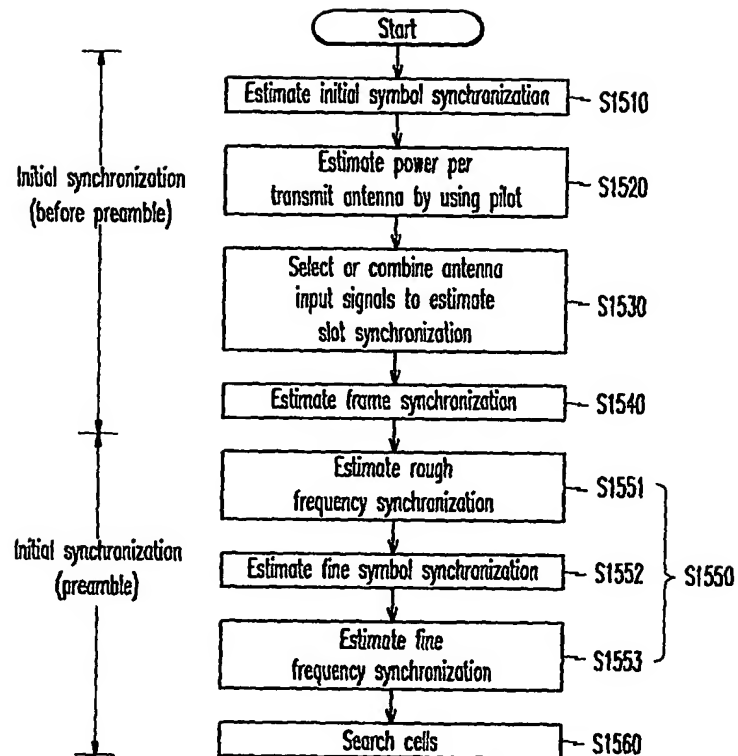 Start
Estimate initial symbol synchronization
S1510
Initial synchronization
(before preamble)
Estimate power per
transmit antenna by using pilot
S1520
Select or combine antenna
input signals to estimate
slot synchronization
S1530
Estimate frame synchronization
S1540
Initial synchronization
(preamble)
Estimate rough
frequency synchronization
S1551
Estimate fine symbol synchronization
S1552
S1550
Estimate fine
frequency synchronization
S1553
Search cells
S1560